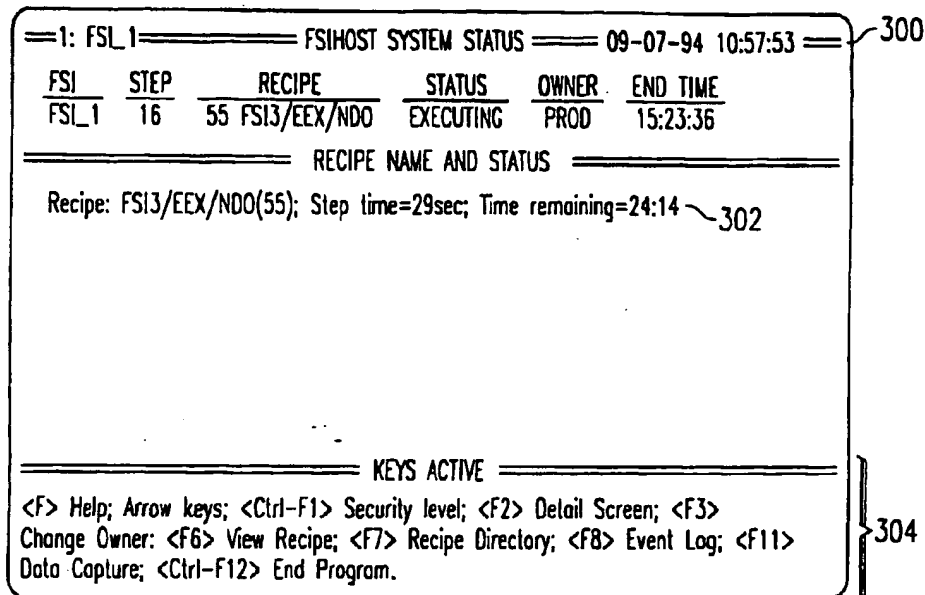 1: FSI_1 FSIHOST SYSTEM STATUS 09-07-94 10:57:53 300
FSI STEP RECIPE STATUS OWNER END TIME
FSI_1 16 55 FSI3/EEX/NDO EXECUTING PROD 15:23:36
RECIPE NAME AND STATUS
Recipe: FSI3/EEX/NDO(55); Step time=29sec; Time remaining=24:14 302
KEYS ACTIVE
<F> Help; Arrow keys; <Ctrl-F1> Security level; <F2> Detail Screen; <F3>
Change Owner: <F6> View Recipe; <F7> Recipe Directory; <F8> Event Log; <F11>
Data Capture; <Ctrl-F12> End Program.
304